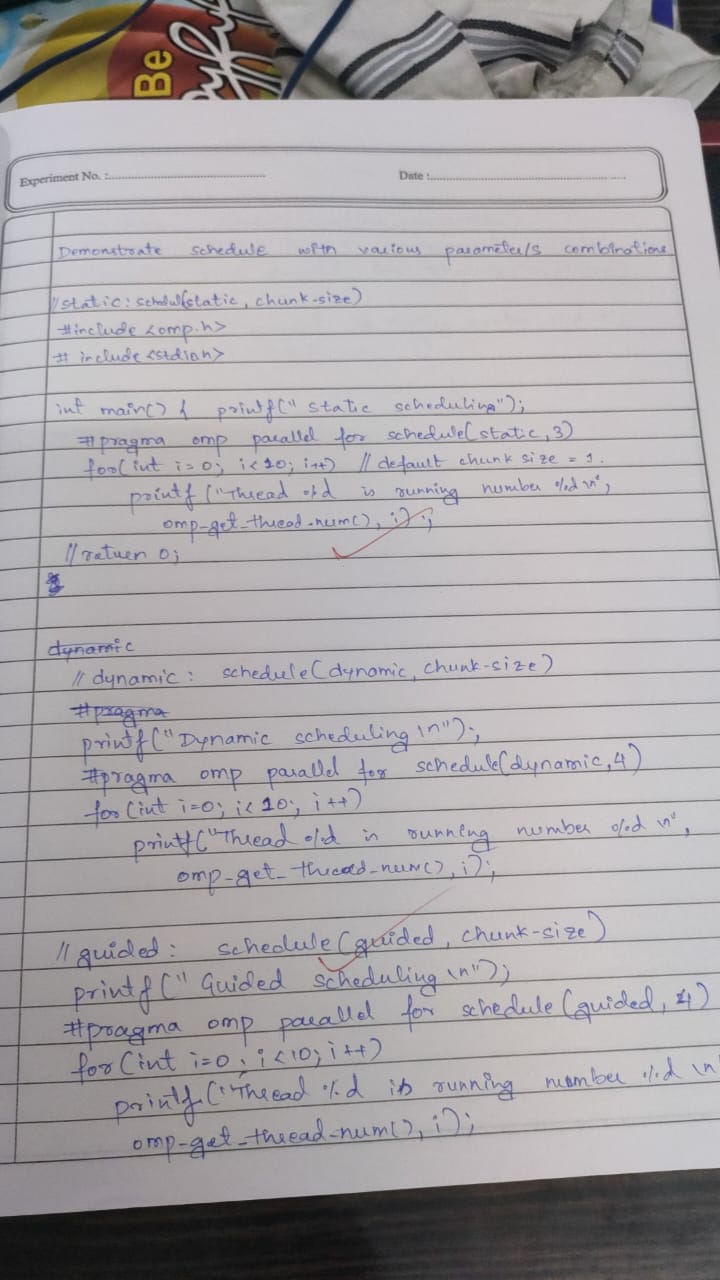 Be
Experiment No. :
Date :
Demonstrate schedule with various parameter/s combinations
// static : schdul(static, chunk-size)
#include <omp.h>
# include <stdio.h>
int main() { printf(" static scheduling");
#pragma omp parallel for schedule(static, 3)
for(int i=0; i<10; i++) // default chunk size = 1.
printf ("Thread %d is running number %d \n",
omp-get-thread-num(), i);
// return 0;
dynamic
// dynamic : schedule(dynamic, chunk-size)
#pragma
printf("Dynamic scheduling \n");
#pragma omp parallel for schedule(dynamic, 4)
for (int i=0; i<10; i++)
printf("Thread %d is running number %d \n",
omp-get-thread-num(), i);
// guided : schedule (guided, chunk-size)
printf (" Guided scheduling \n");
#pragma omp parallel for schedule (guided, 4)
for (int i=0; i<10; i++)
printf ("Thread %d is running number %d \n
omp-get-thread-num(), i);